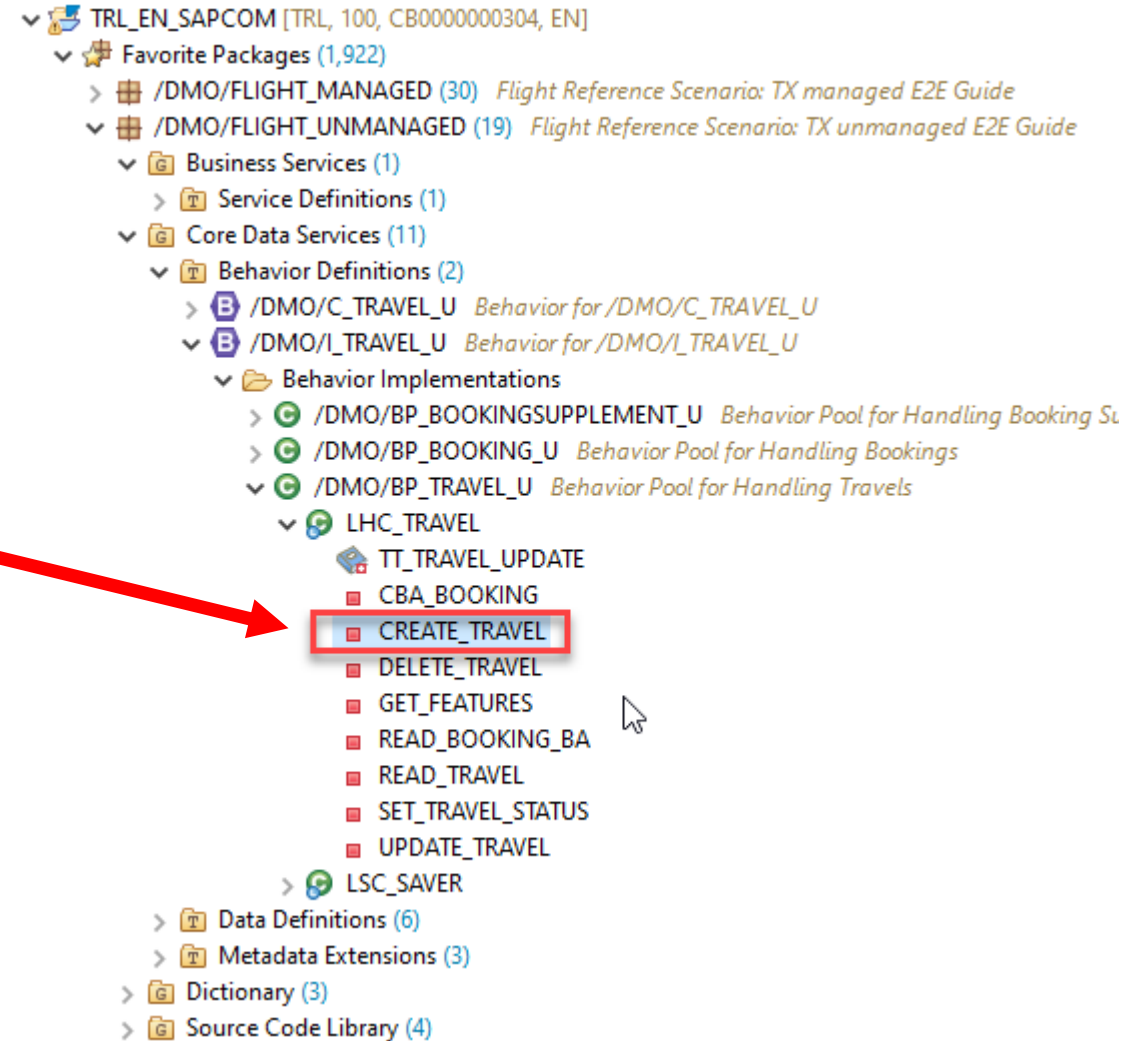 TRL_EN_SAPCOM [TRL, 100, CB0000000304, EN]
Favorite Packages (1,922)
/DMO/FLIGHT_MANAGED (30) Flight Reference Scenario: TX managed E2E Guide
/DMO/FLIGHT_UNMANAGED (19) Flight Reference Scenario: TX unmanaged E2E Guide
Business Services (1)
Service Definitions (1)
Core Data Services (11)
Behavior Definitions (2)
/DMO/C_TRAVEL_U Behavior for /DMO/C_TRAVEL_U
/DMO/I_TRAVEL_U Behavior for /DMO/I_TRAVEL_U
Behavior Implementations
/DMO/BP_BOOKINGSUPPLEMENT_U Behavior Pool for Handling Booking Su
/DMO/BP_BOOKING_U Behavior Pool for Handling Bookings
/DMO/BP_TRAVEL_U Behavior Pool for Handling Travels
LHC_TRAVEL
TT_TRAVEL_UPDATE
CBA_BOOKING
CREATE_TRAVEL
DELETE_TRAVEL
GET_FEATURES
READ_BOOKING_BA
READ_TRAVEL
SET_TRAVEL_STATUS
UPDATE_TRAVEL
LSC_SAVER
Data Definitions (6)
Metadata Extensions (3)
Dictionary (3)
Source Code Library (4)